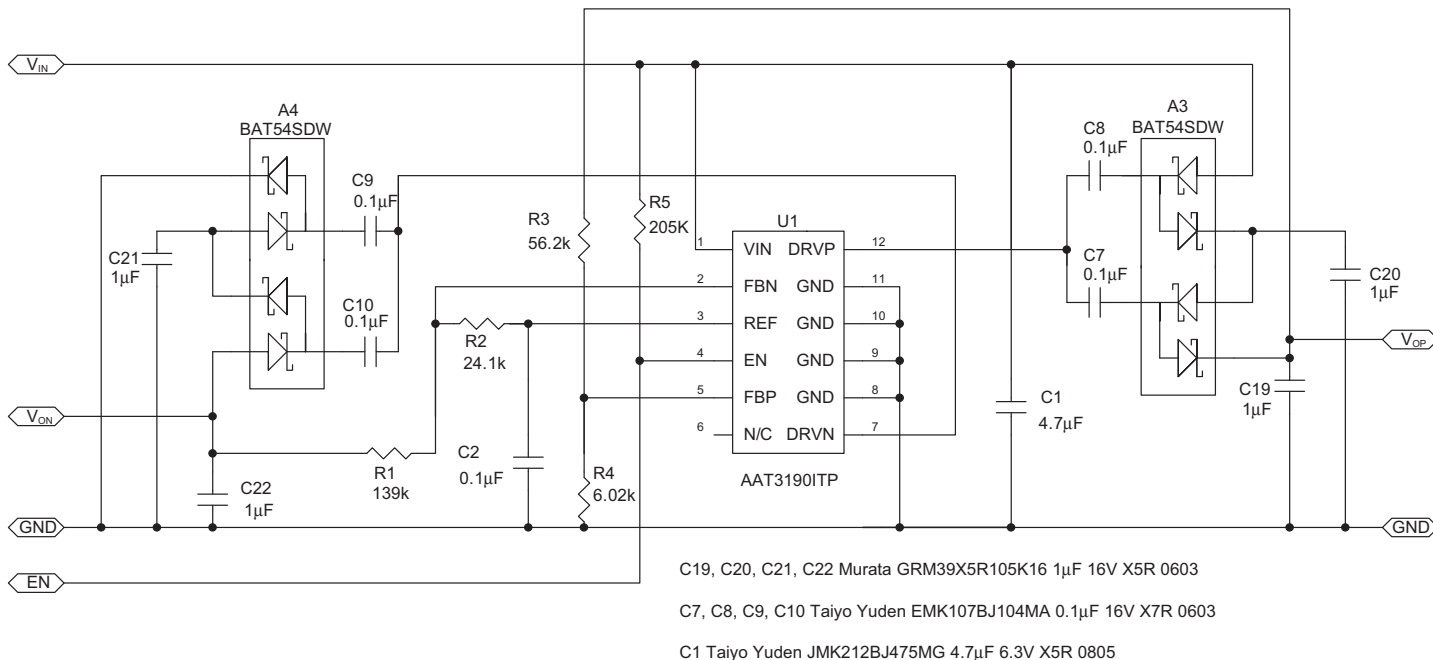 VIN
A4
BAT54SDW
A3
BAT54SDW
C8
0.1µF
C9
0.1µF
R5
205K
R3
56.2k
U1
1 VIN DRVP 12
2 FBN GND 11
3 REF GND 10
4 EN GND 9
5 FBP GND 8
6 N/C DRVN 7
AAT3190ITP
C7
0.1µF
C21
1µF
C20
1µF
C10
0.1µF
R2
24.1k
VOP
C19
1µF
C1
4.7µF
VON
R1
139k
C2
0.1µF
R4
6.02k
C22
1µF
GND
GND
EN
C19, C20, C21, C22 Murata GRM39X5R105K16 1µF 16V X5R 0603
C7, C8, C9, C10 Taiyo Yuden EMK107BJ104MA 0.1µF 16V X7R 0603
C1 Taiyo Yuden JMK212BJ475MG 4.7µF 6.3V X5R 0805